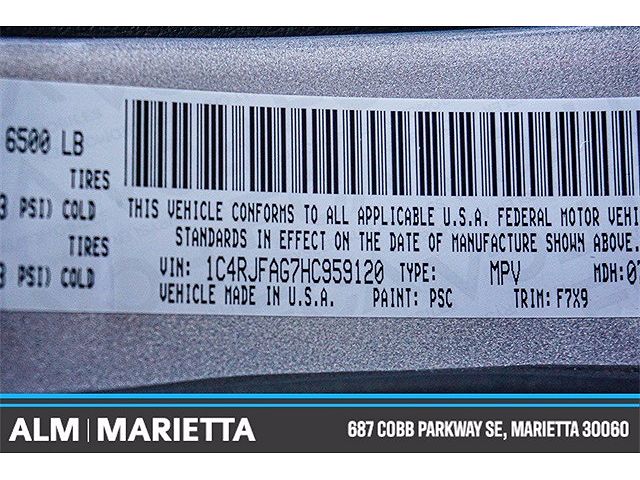 6500 LB
TIRES
PSI) COLD
TIRES
PSI) COLD
THIS VEHICLE CONFORMS TO ALL APPLICABLE U.S.A. FEDERAL MOTOR VEHI
STANDARDS IN EFFECT ON THE DATE OF MANUFACTURE SHOWN ABOVE.
VIN: 1C4RJFAG7HC959120 TYPE: MPV MDH:07
VEHICLE MADE IN U.S.A. PAINT: PSC TRIM: F7X9
ALM | MARIETTA
687 COBB PARKWAY SE, MARIETTA 30060